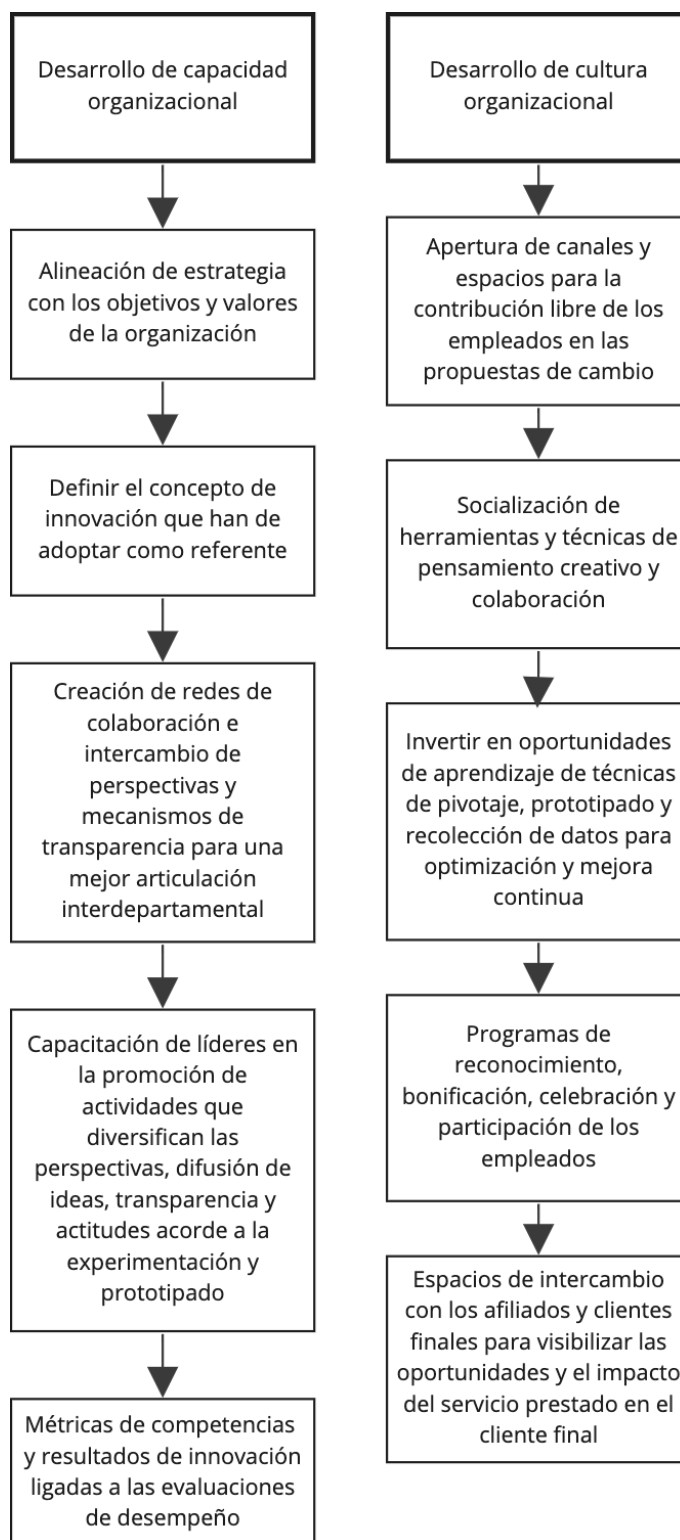 Desarrollo de capacidad
organizacional
Alineación de estrategia
con los objetivos y valores
de la organización
Definir el concepto de
innovación que han de
adoptar como referente
Creación de redes de
colaboración e
intercambio de
perspectivas y
mecanismos de
transparencia para una
mejor articulación
interdepartamental
Capacitación de líderes en
la promoción de
actividades que
diversifican las
perspectivas, difusión de
ideas, transparencia y
actitudes acorde a la
experimentación y
prototipado
Métricas de competencias
y resultados de innovación
ligadas a las evaluaciones
de desempeño
Desarrollo de cultura
organizacional
Apertura de canales y
espacios para la
contribución libre de los
empleados en las
propuestas de cambio
Socialización de
herramientas y técnicas de
pensamiento creativo y
colaboración
Invertir en oportunidades
de aprendizaje de técnicas
de pivotaje, prototipado y
recolección de datos para
optimización y mejora
continua
Programas de
reconocimiento,
bonificación, celebración y
participación de los
empleados
Espacios de intercambio
con los afiliados y clientes
finales para visibilizar las
oportunidades y el impacto
del servicio prestado en el
cliente final